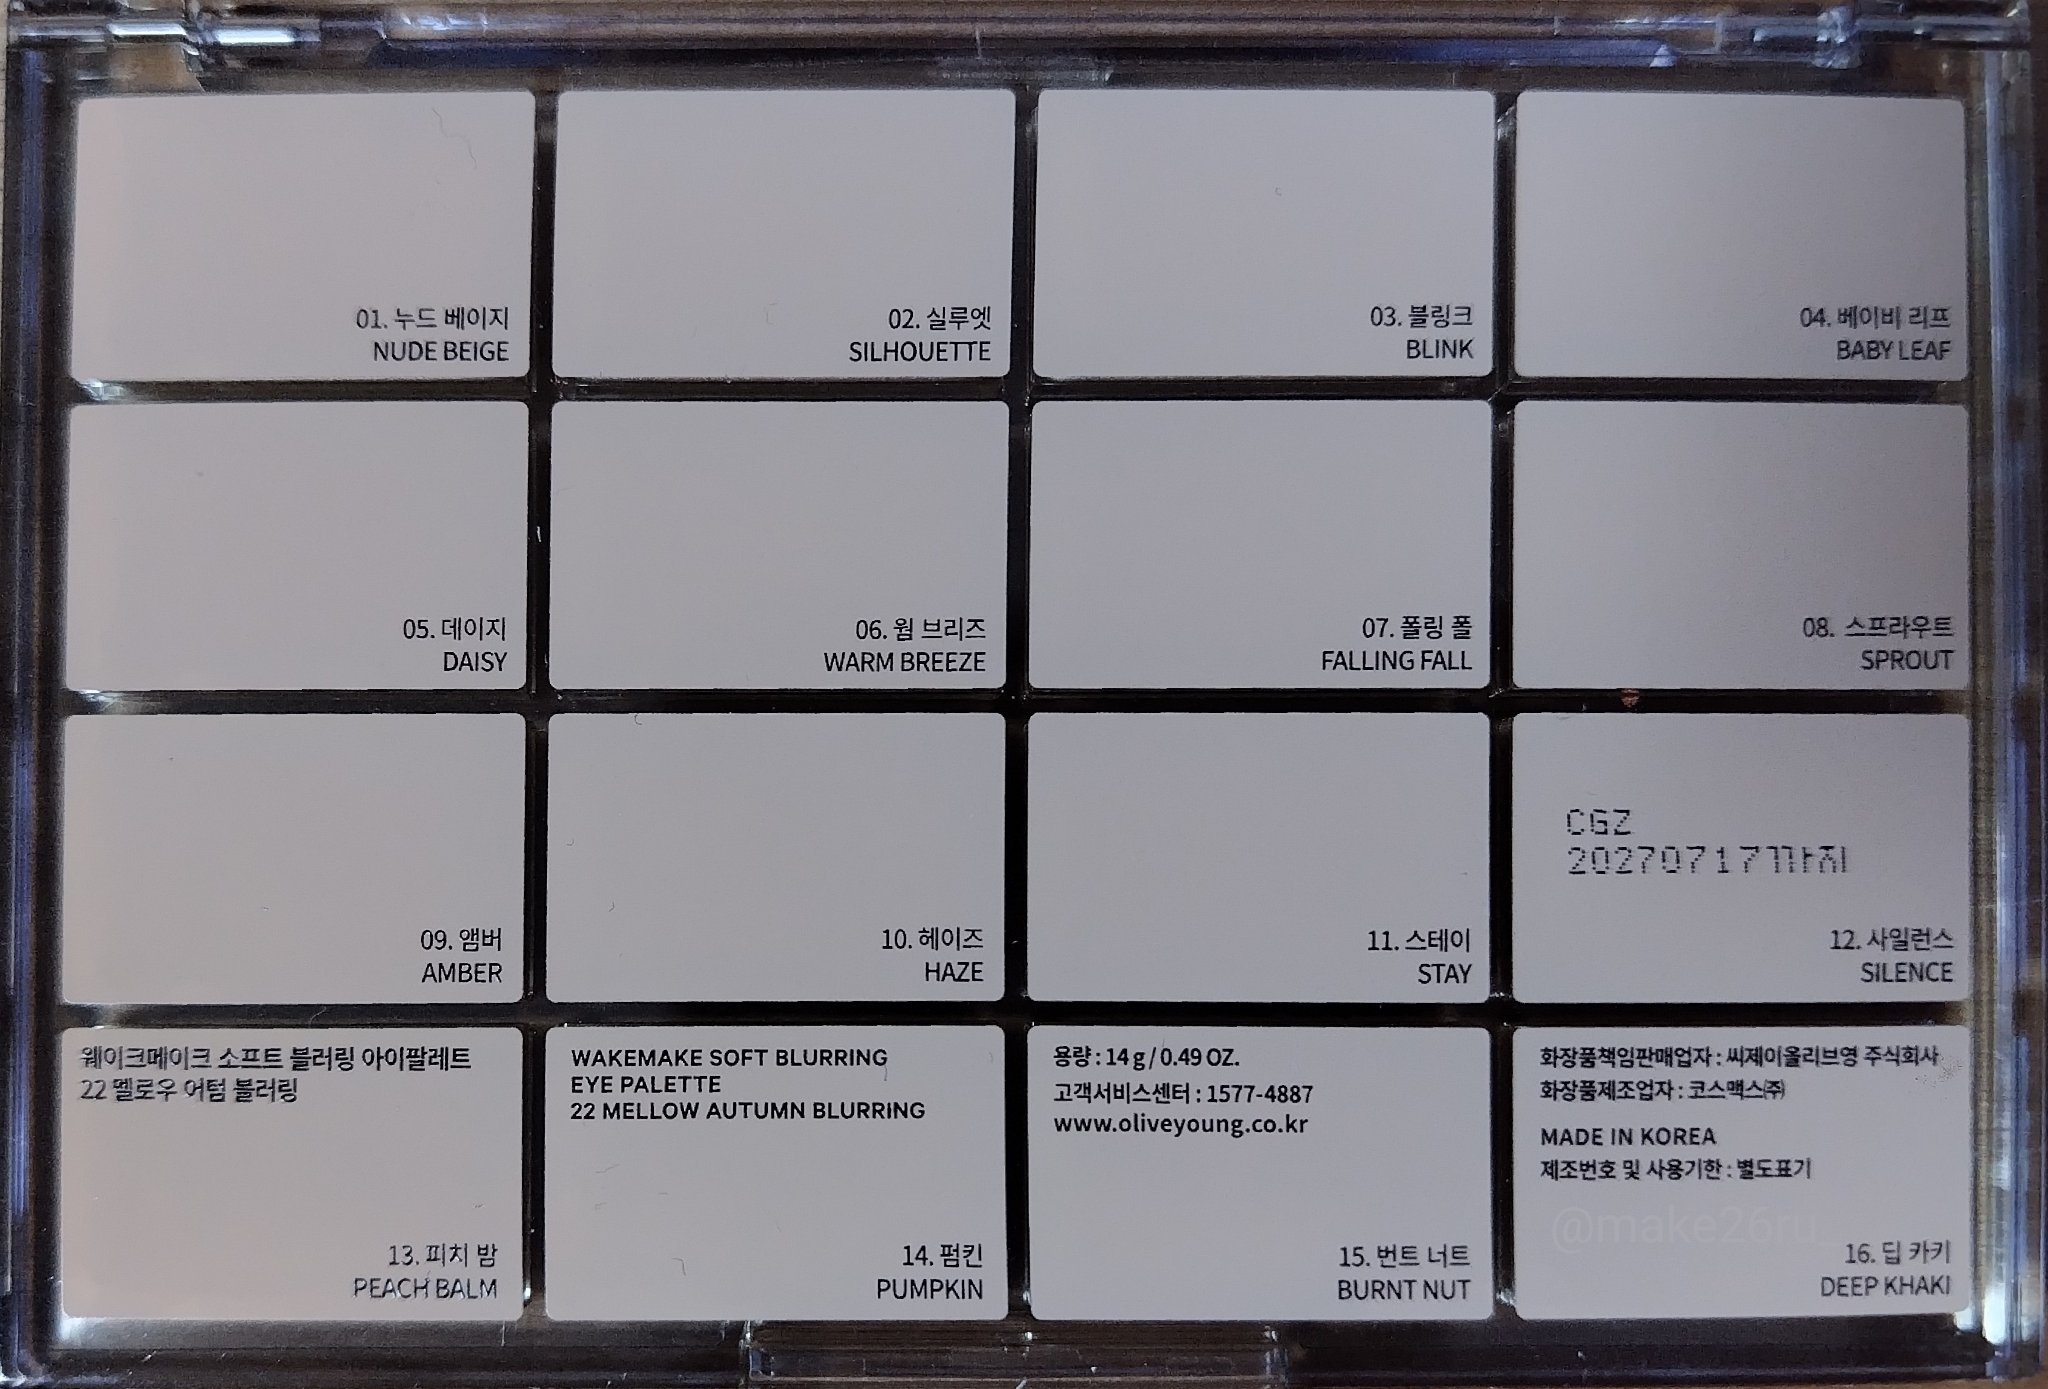 01. 누드 베이지
NUDE BEIGE
02. 실루엣
SILHOUETTE
03. 블링크
BLINK
04. 베이비 리프
BABY LEAF
05. 데이지
DAISY
06. 웜 브리즈
WARM BREEZE
07. 폴링 폴
FALLING FALL
08. 스프라우트
SPROUT
09. 앰버
AMBER
10. 헤이즈
HAZE
11. 스테이
STAY
CGZ
20270717까지
12. 사일런스
SILENCE
웨이크메이크 소프트 블러링 아이팔레트
22 멜로우 어텀 블러링
13. 피치 밤
PEACH BALM
WAKEMAKE SOFT BLURRING
EYE PALETTE
22 MELLOW AUTUMN BLURRING
14. 펌킨
PUMPKIN
용량 : 14 g / 0.49 OZ.
고객서비스센터 : 1577-4887
www.oliveyoung.co.kr
15. 번트 너트
BURNT NUT
화장품책임판매업자 : 씨제이올리브영 주식회사
화장품제조업자 : 코스맥스㈜
MADE IN KOREA
제조번호 및 사용기한 : 별도표기
@make26ru_
16. 딥 카키
DEEP KHAKI